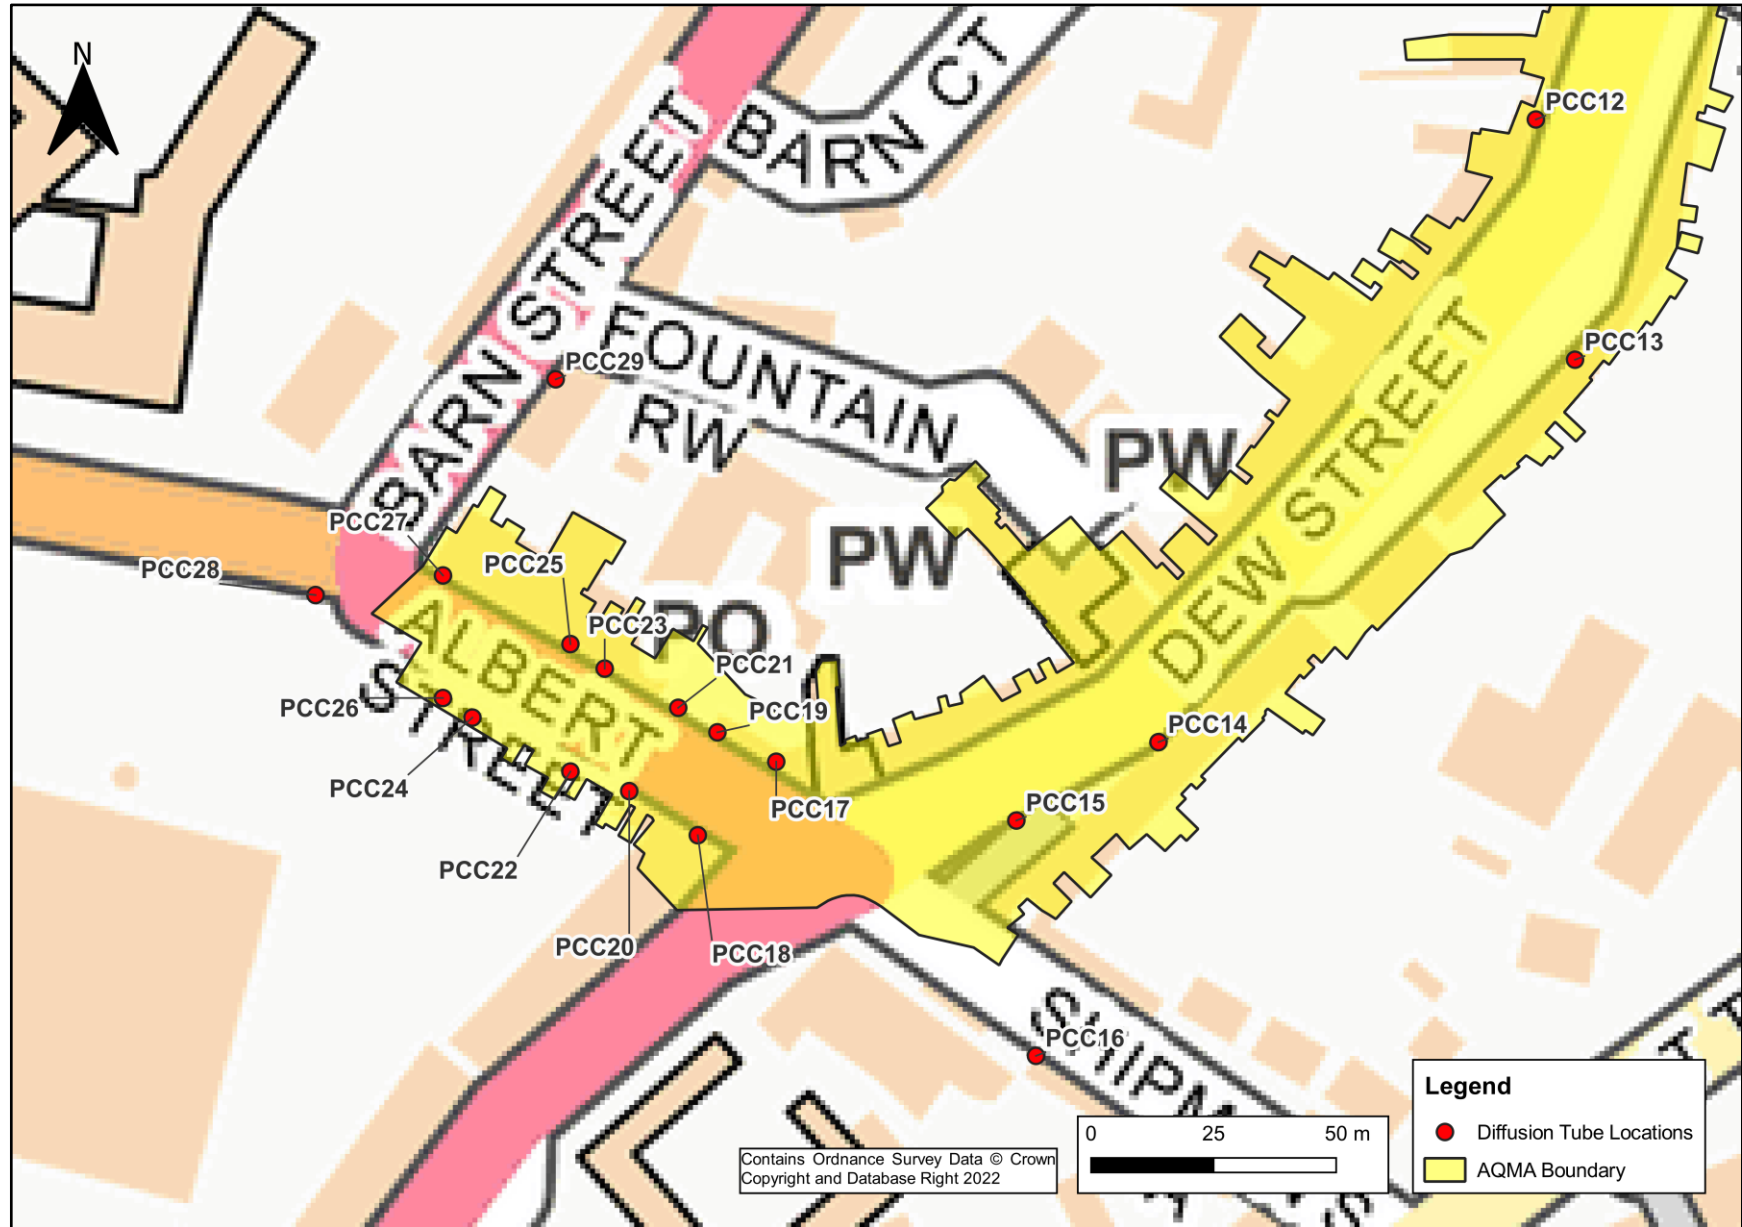 N
BARN CT
PCC12
BARN STREET
FOUNTAIN
RW
PCC29
PCC13
DEW STREET
PW
PW
PO
PCC27
PCC28
PCC25
PCC23
PCC21
PCC19
PCC17
ALBERT
STREET
PCC26
PCC24
PCC22
PCC20
PCC18
PCC14
PCC15
PCC16
SHIPM
0 25 50 m
Contains Ordnance Survey Data © Crown
Copyright and Database Right 2022
Legend
Diffusion Tube Locations
AQMA Boundary